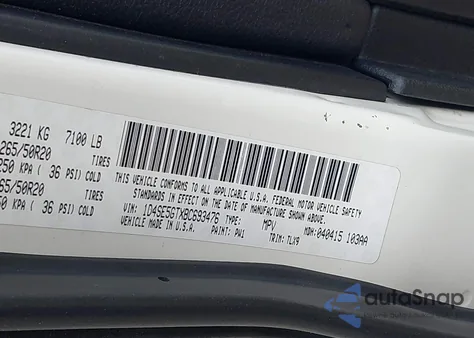 3221 KG 7100 LB
265/50R20 TIRES
250 KPA ( 36 PSI) COLD
265/50R20 TIRES
250 KPA ( 36 PSI) COLD
THIS VEHICLE CONFORMS TO ALL APPLICABLE U.S.A. FEDERAL MOTOR VEHICLE SAFETY
STANDARDS IN EFFECT ON THE DATE OF MANUFACTURE SHOWN ABOVE.
VEHICLE MADE IN U.S.A.
VIN: 1D4SE5GTXBC693476 TYPE: MPV
PAINT: PW1 MDH: 040415 103AA
TRIM: TLX9
autoSnap